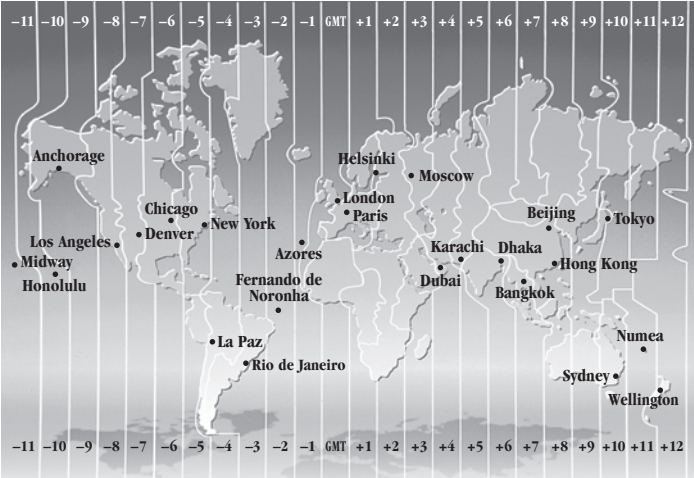 −11 −10 −9 −8 −7 −6 −5 −4 −3 −2 −1 GMT +1 +2 +3 +4 +5 +6 +7 +8 +9 +10 +11 +12
Anchorage
Helsinki
Moscow
London
Paris
Chicago
New York
Denver
Los Angeles
Beijing
Tokyo
Azores
Karachi
Dhaka
Midway
Honolulu
Hong Kong
Dubai
Bangkok
Fernando de
Noronha
La Paz
Rio de Janeiro
Numea
Sydney
Wellington
−11 −10 −9 −8 −7 −6 −5 −4 −3 −2 −1 GMT +1 +2 +3 +4 +5 +6 +7 +8 +9 +10 +11 +12